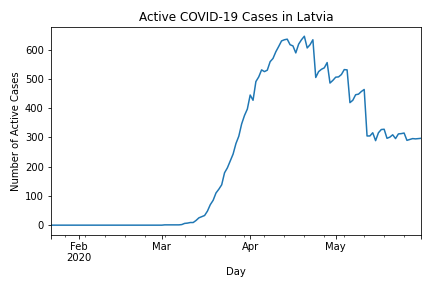 Active COVID-19 Cases in Latvia
Number of Active Cases
600
500
400
300
200
100
0
Feb
2020
Mar
Apr
May
Day